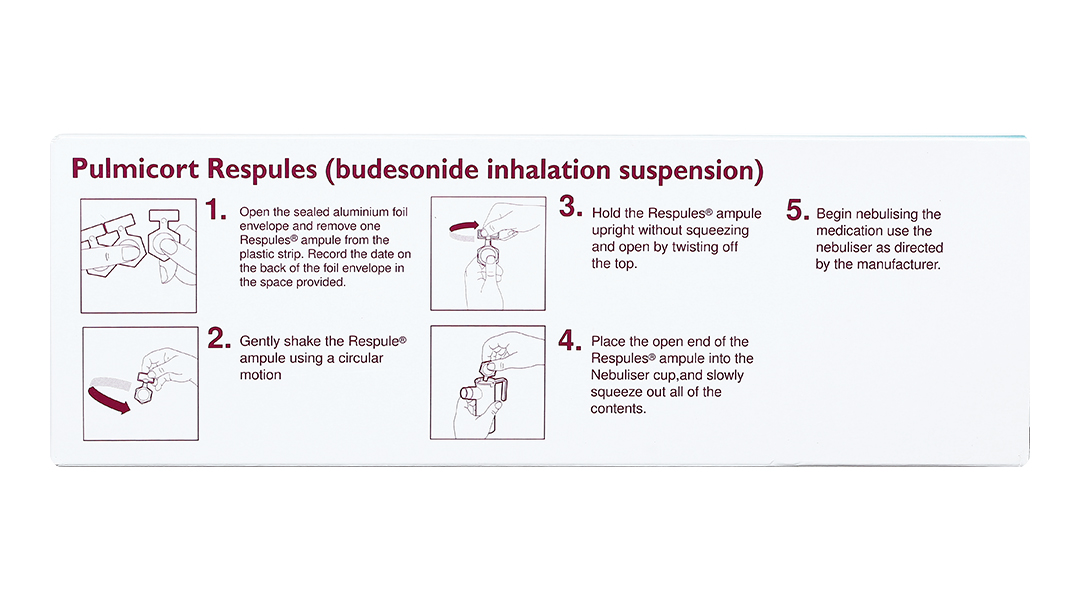 Pulmicort Respules (budesonide inhalation suspension)
1. Open the sealed aluminium foil
envelope and remove one
Respules® ampule from the
plastic strip. Record the date on
the back of the foil envelope in
the space provided.
2. Gently shake the Respule®
ampule using a circular
motion
3. Hold the Respules® ampule
upright without squeezing
and open by twisting off
the top.
4. Place the open end of the
Respules® ampule into the
Nebuliser cup,and slowly
squeeze out all of the
contents.
5. Begin nebulising the
medication use the
nebuliser as directed
by the manufacturer.